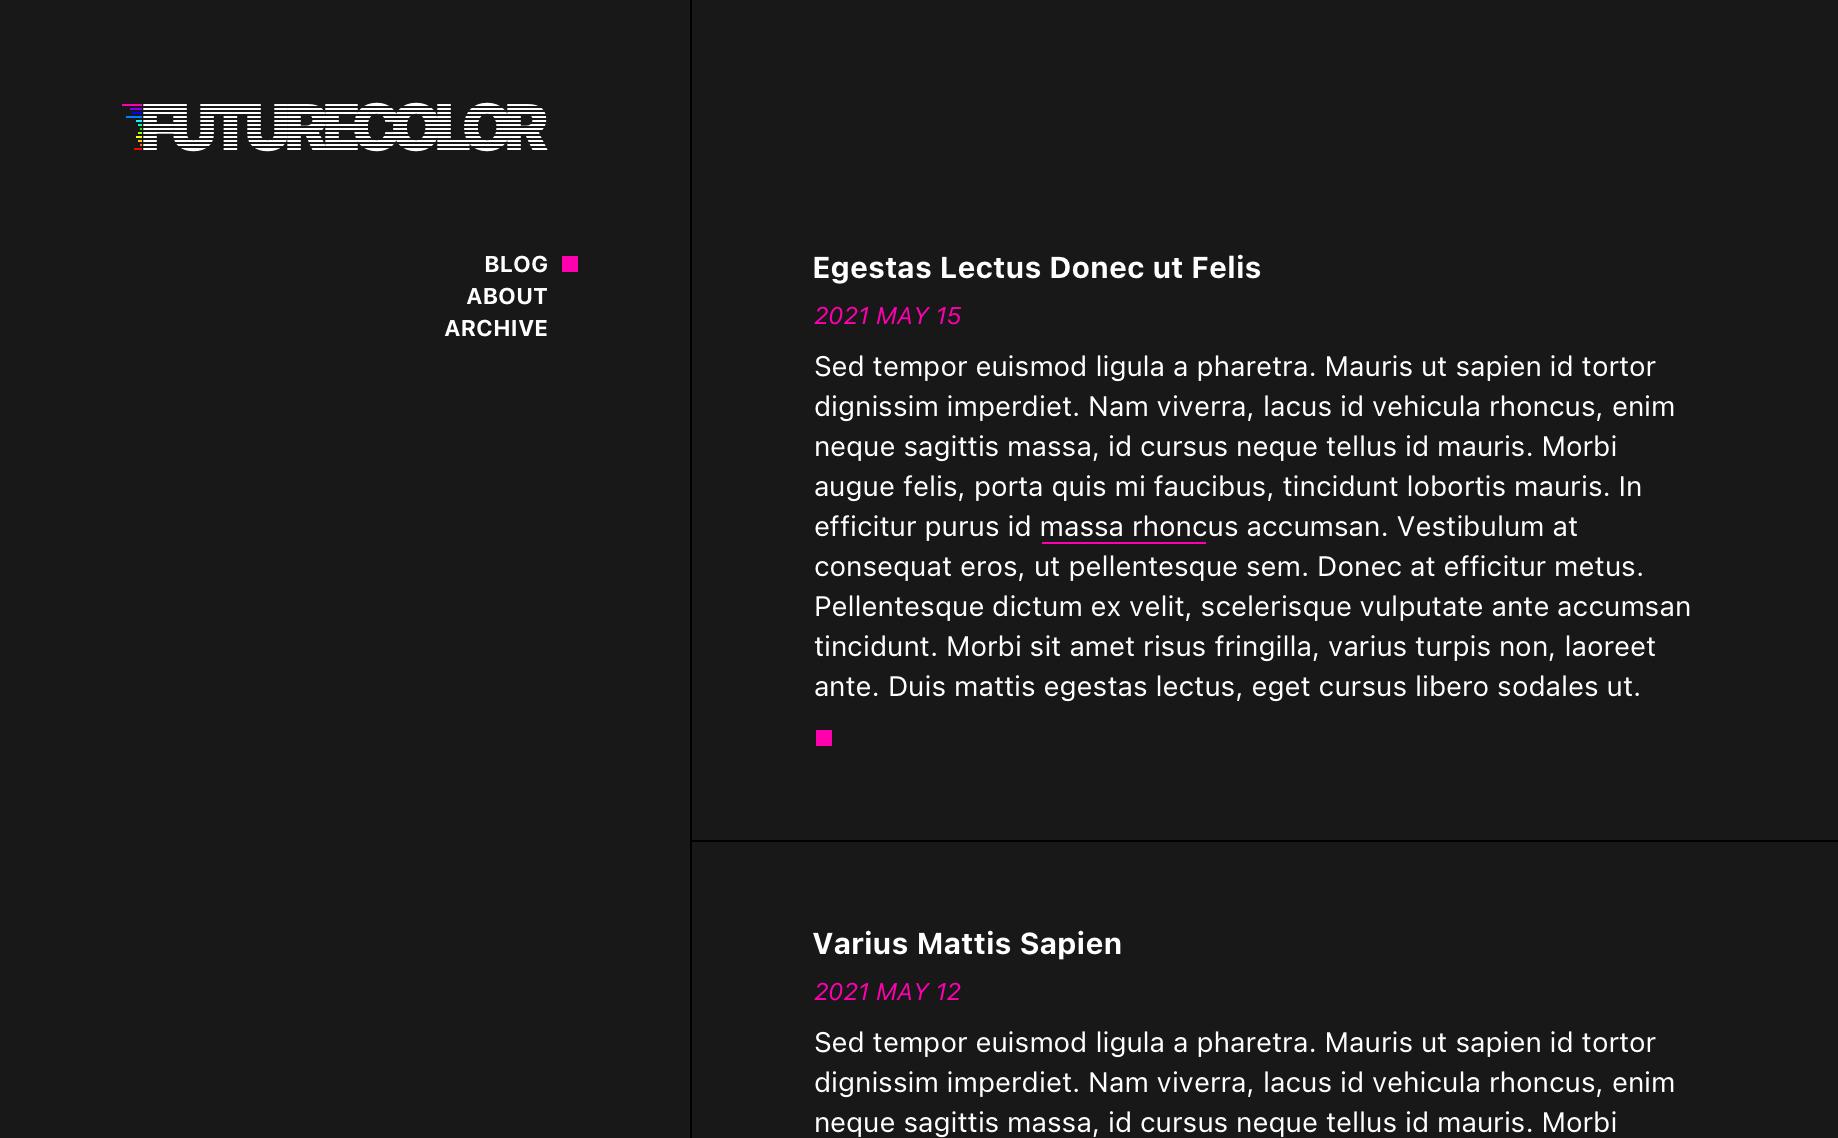 FUTURECOLOR
BLOG
ABOUT
ARCHIVE
Egestas Lectus Donec ut Felis
2021 MAY 15
Sed tempor euismod ligula a pharetra. Mauris ut sapien id tortor
dignissim imperdiet. Nam viverra, lacus id vehicula rhoncus, enim
neque sagittis massa, id cursus neque tellus id mauris. Morbi
augue felis, porta quis mi faucibus, tincidunt lobortis mauris. In
efficitur purus id massa rhoncus accumsan. Vestibulum at
consequat eros, ut pellentesque sem. Donec at efficitur metus.
Pellentesque dictum ex velit, scelerisque vulputate ante accumsan
tincidunt. Morbi sit amet risus fringilla, varius turpis non, laoreet
ante. Duis mattis egestas lectus, eget cursus libero sodales ut.
Varius Mattis Sapien
2021 MAY 12
Sed tempor euismod ligula a pharetra. Mauris ut sapien id tortor
dignissim imperdiet. Nam viverra, lacus id vehicula rhoncus, enim
neque sagittis massa, id cursus neque tellus id mauris. Morbi